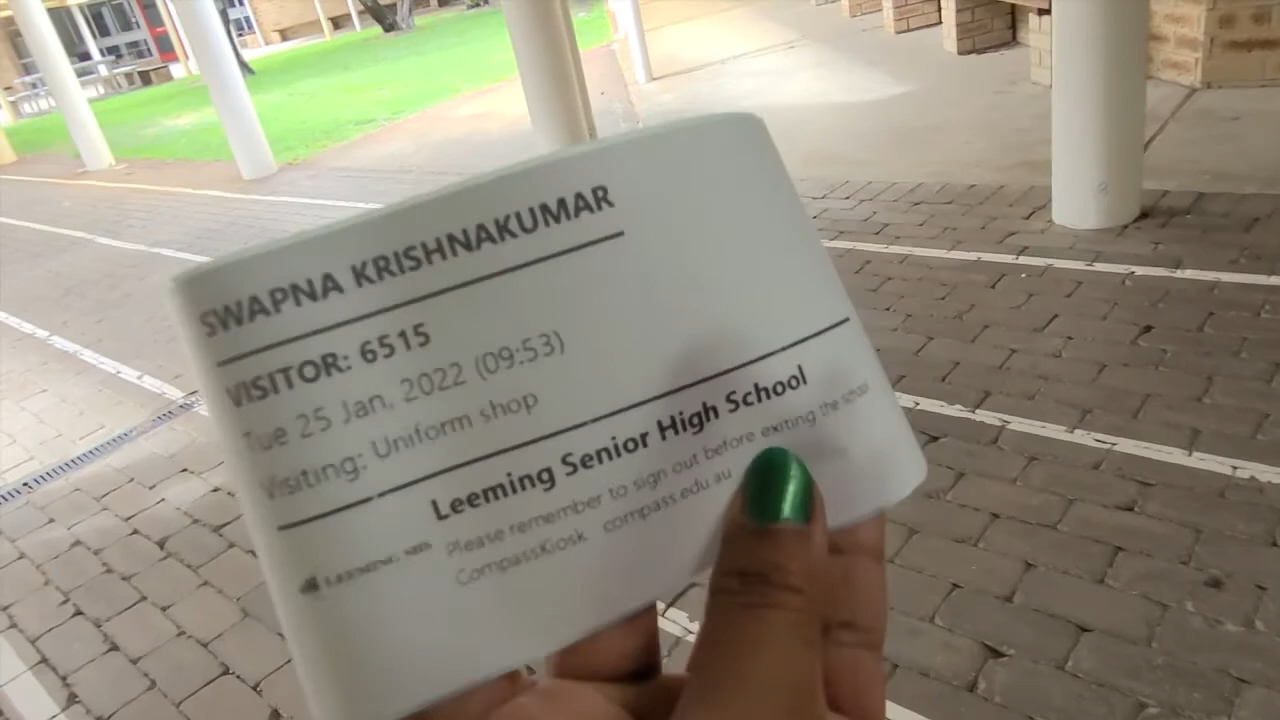 SWAPNA KRISHNAKUMAR
VISITOR: 6515
Tue 25 Jan, 2022 (09:53)
Visiting: Uniform shop
Leeming Senior High School
Please remember to sign out before exiting the school
CompassKiosk compass.edu.au